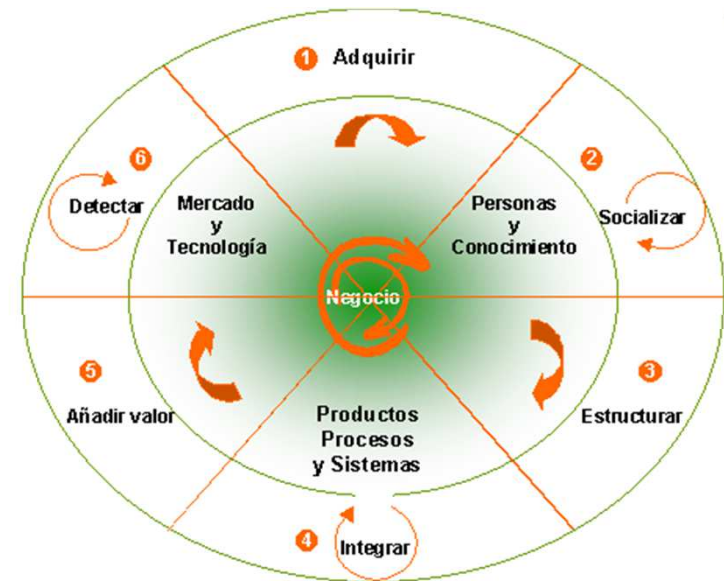 1 Adquirir
2
Socializar
3
Estructurar
4 Integrar
5
Añadir valor
6
Detectar
Mercado
y
Tecnología
Personas
y
Conocimiento
Negocio
Productos
Procesos
y Sistemas